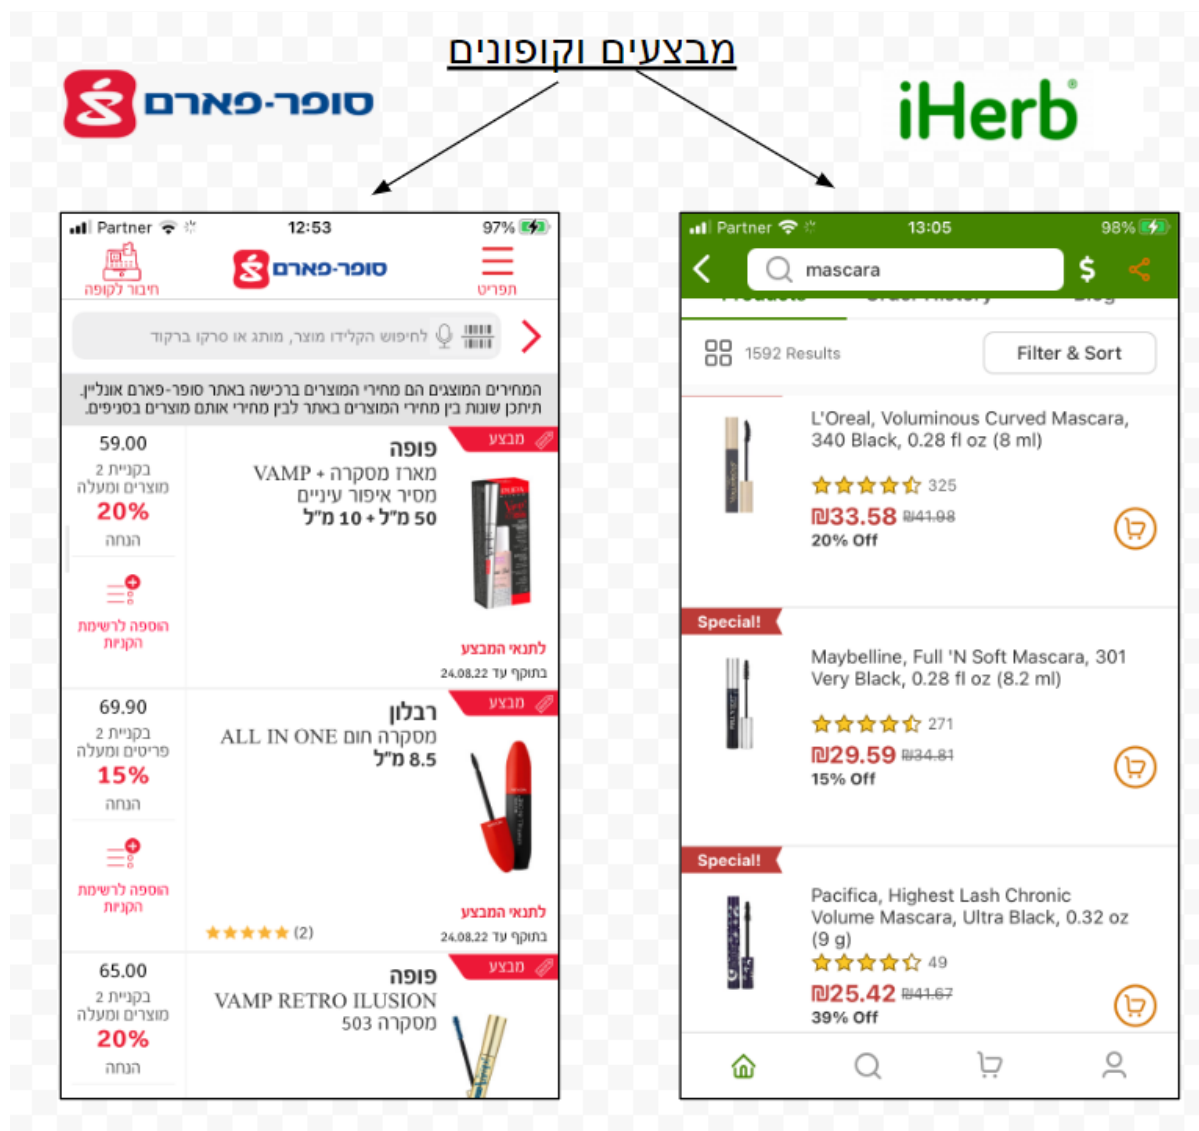 מבצעים וקופונים
סופר-פארם
iHerb
Partner 12:53 97%
חיבור לקופה
סופר-פארם
תפריט
לחיפוש הקלידו מוצר, מותג או סרקו ברקוד
המחירים המוצגים הם מחירי המוצרים ברכישה באתר סופר-פארם אונליין.
תיתכן שונות בין מחירי המוצרים באתר לבין מחירי אותם מוצרים בסניפים.
מבצע
פופה
מארז מסקרה + VAMP
מסיר איפור עיניים
50 מ"ל + 10 מ"ל
59.00
בקניית 2
מוצרים ומעלה
20%
הנחה
הוספה לרשימת
הקניות
לתנאי המבצע
בתוקף עד 24.08.22
מבצע
רבלון
מסקרה חום ALL IN ONE
8.5 מ"ל
69.90
בקניית 2
פריטים ומעלה
15%
הנחה
הוספה לרשימת
הקניות
לתנאי המבצע
בתוקף עד 24.08.22
(2)
מבצע
פופה
VAMP RETRO ILUSION
מסקרה 503
65.00
בקניית 2
מוצרים ומעלה
20%
הנחה
Partner 13:05 98%
mascara
$
Products Order History Blog
1592 Results
Filter & Sort
L'Oreal, Voluminous Curved Mascara,
340 Black, 0.28 fl oz (8 ml)
325
₪33.58 ₪41.98
20% Off
Special!
Maybelline, Full 'N Soft Mascara, 301
Very Black, 0.28 fl oz (8.2 ml)
271
₪29.59 ₪34.81
15% Off
Special!
Pacifica, Highest Lash Chronic
Volume Mascara, Ultra Black, 0.32 oz
(9 g)
49
₪25.42 ₪41.67
39% Off